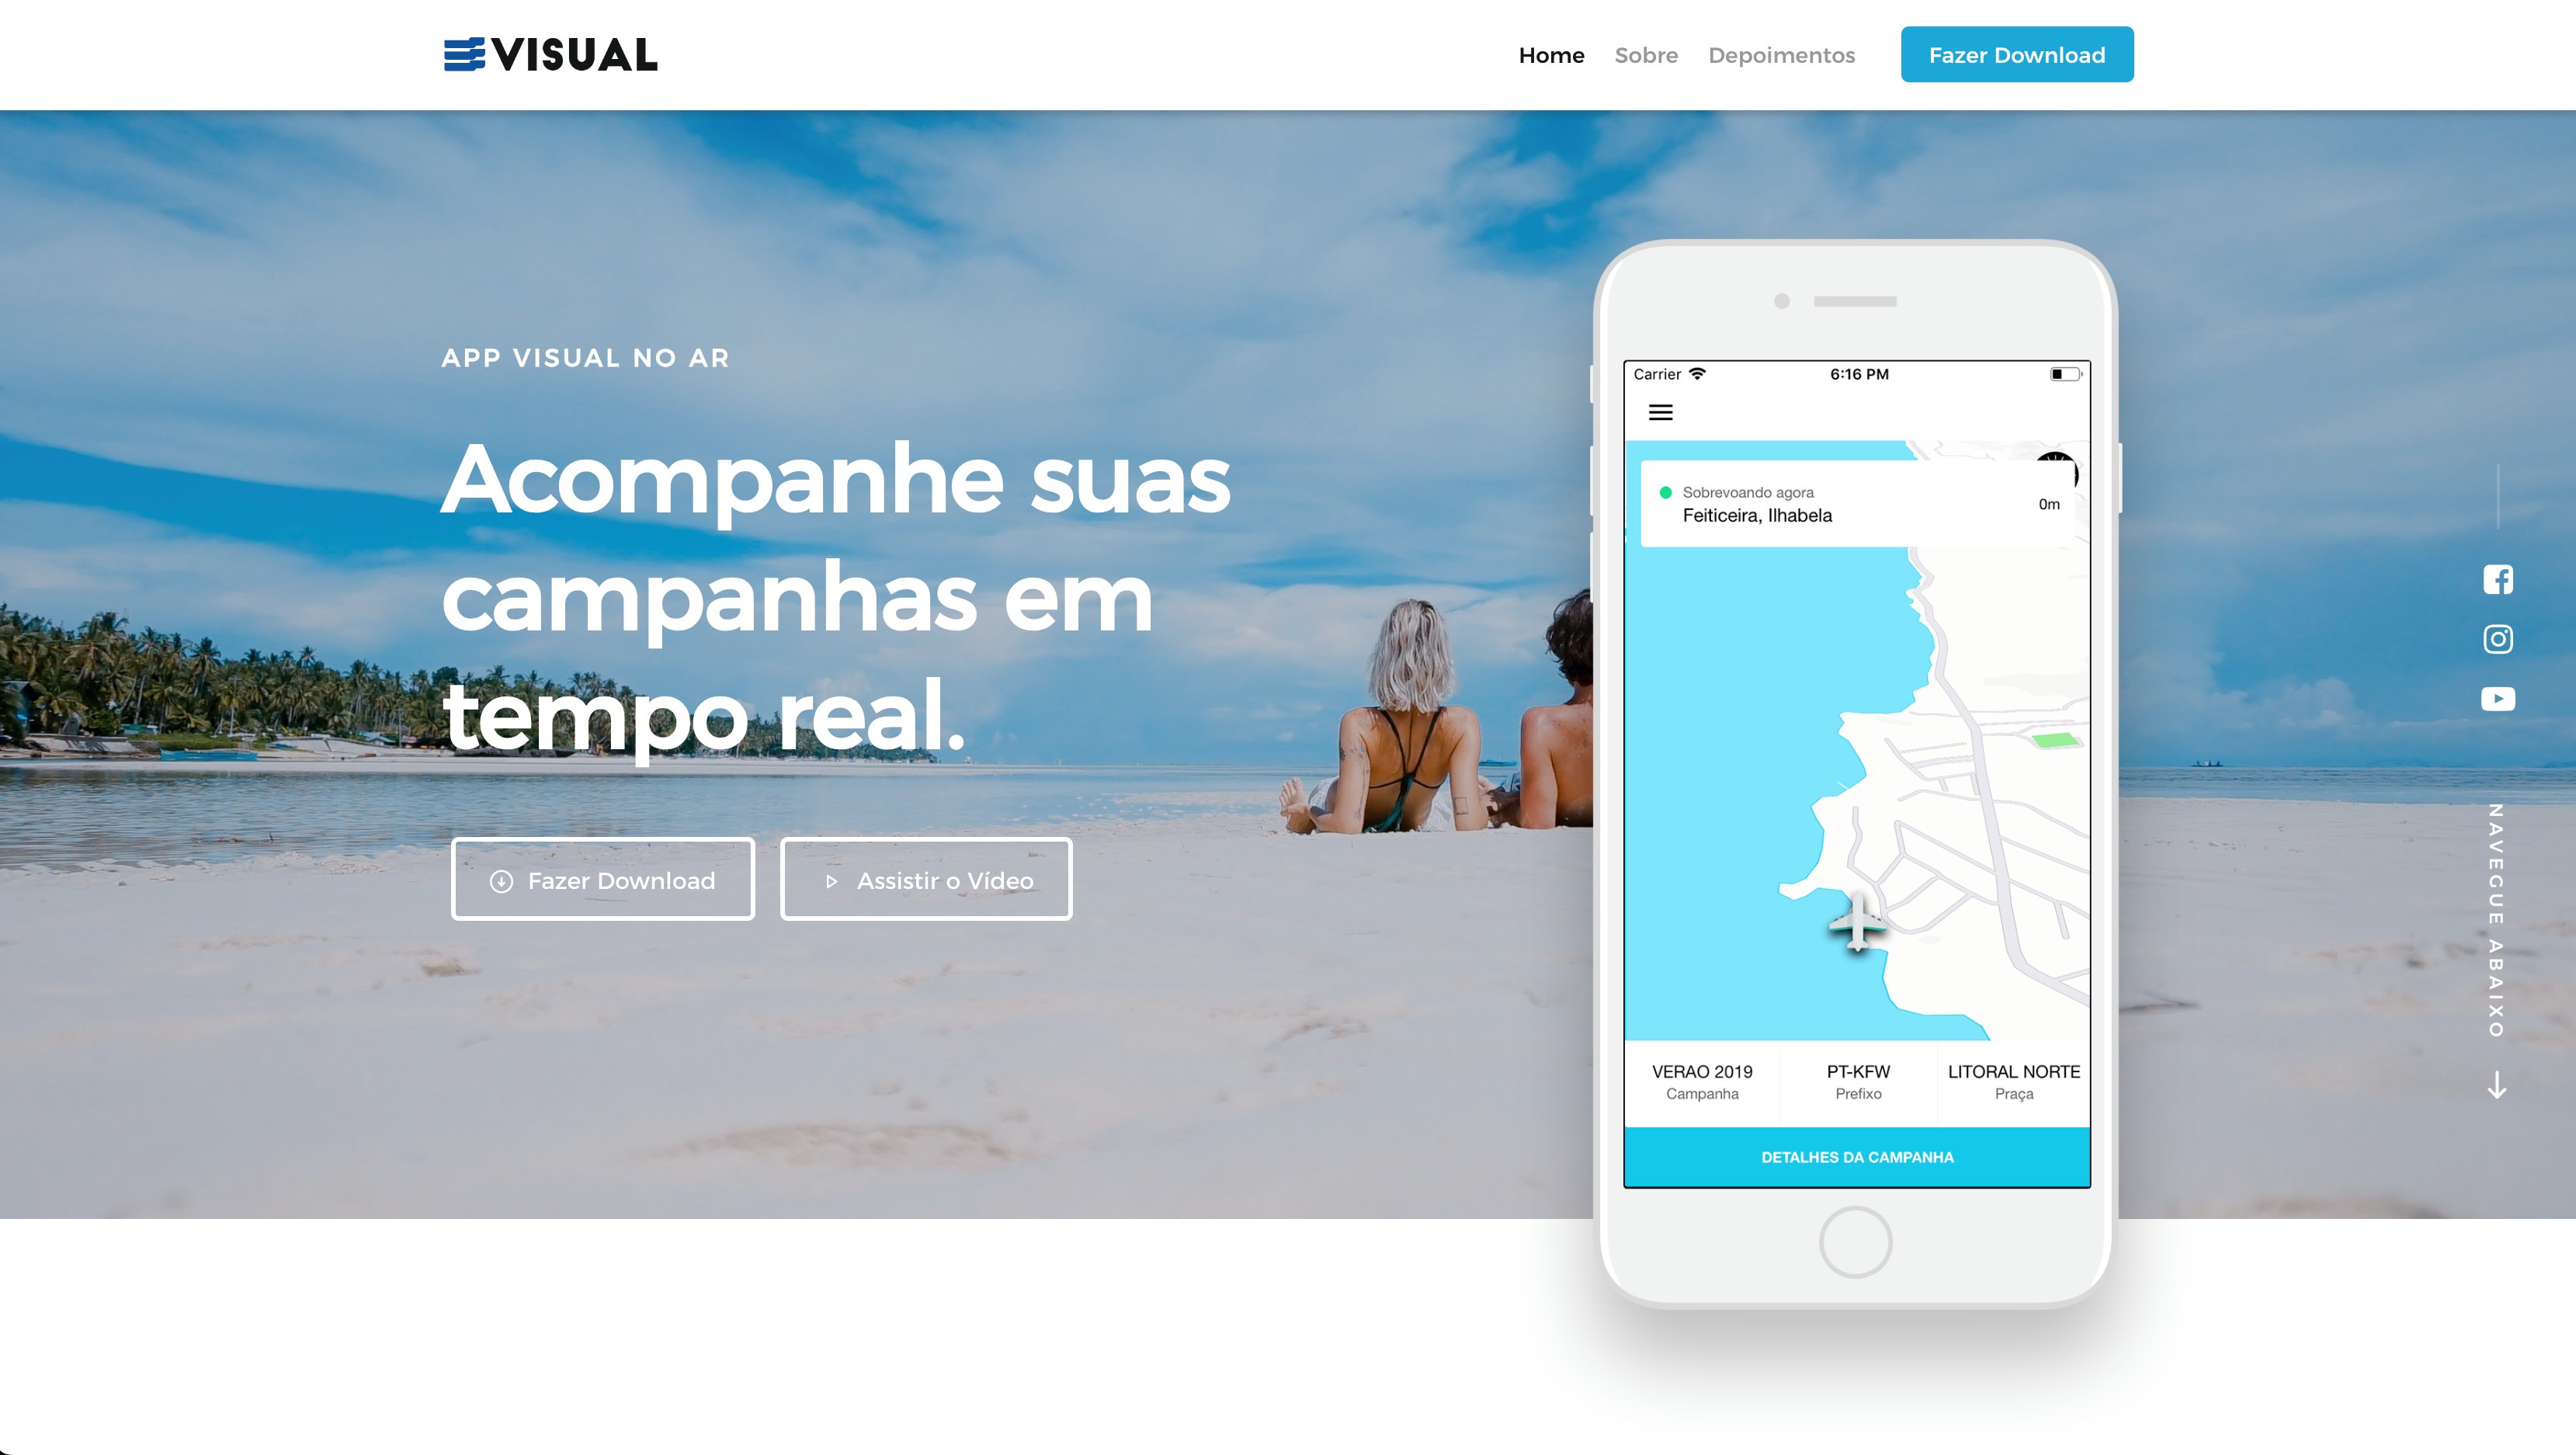 VISUAL
Home
Sobre
Depoimentos
Fazer Download
APP VISUAL NO AR
Acompanhe suas
campanhas em
tempo real.
Fazer Download
Assistir o Vídeo
Carrier
6:16 PM
Sobrevoando agora
Feiticeira, Ilhabela
0m
VERAO 2019
Campanha
PT-KFW
Prefixo
LITORAL NORTE
Praça
DETALHES DA CAMPANHA
NAVEGUE ABAIXO